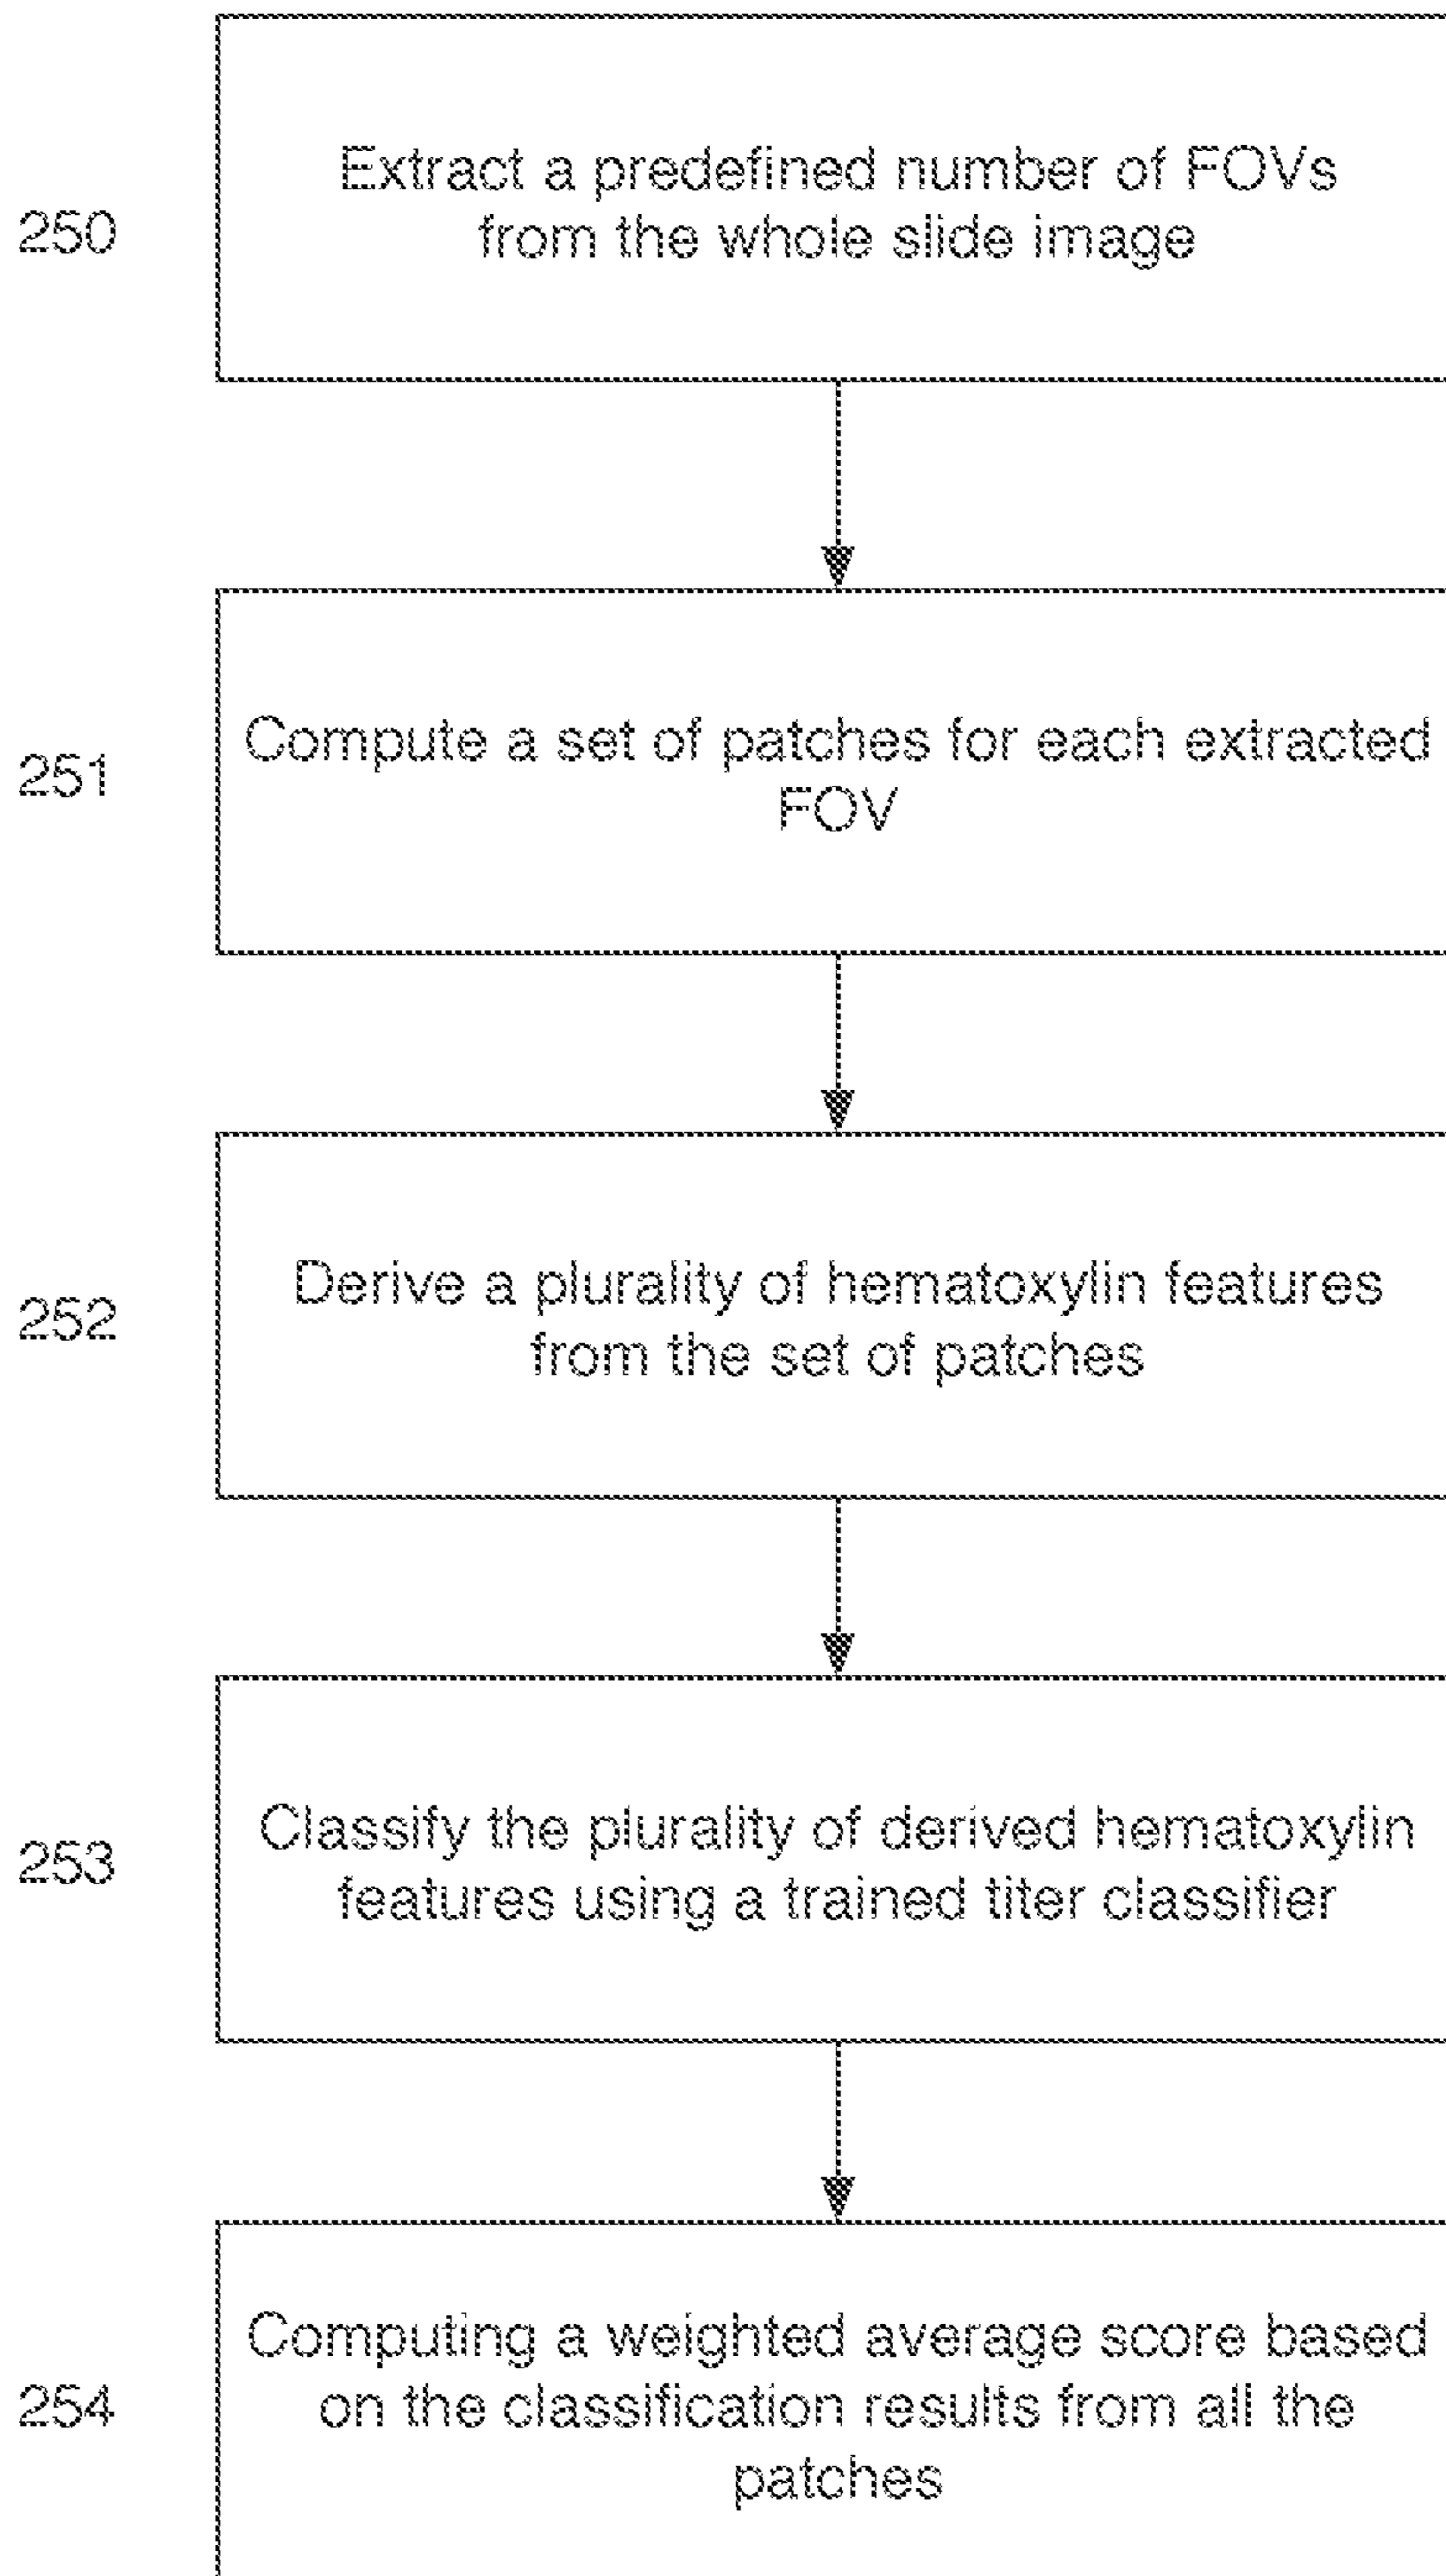 250
Extract a predefined number of FOVs
from the whole slide image
251
Compute a set of patches for each extracted
FOV
252
Derive a plurality of hematoxylin features
from the set of patches
253
Classify the plurality of derived hematoxylin
features using a trained titer classifier
254
Computing a weighted average score based
on the classification results from all the
patches